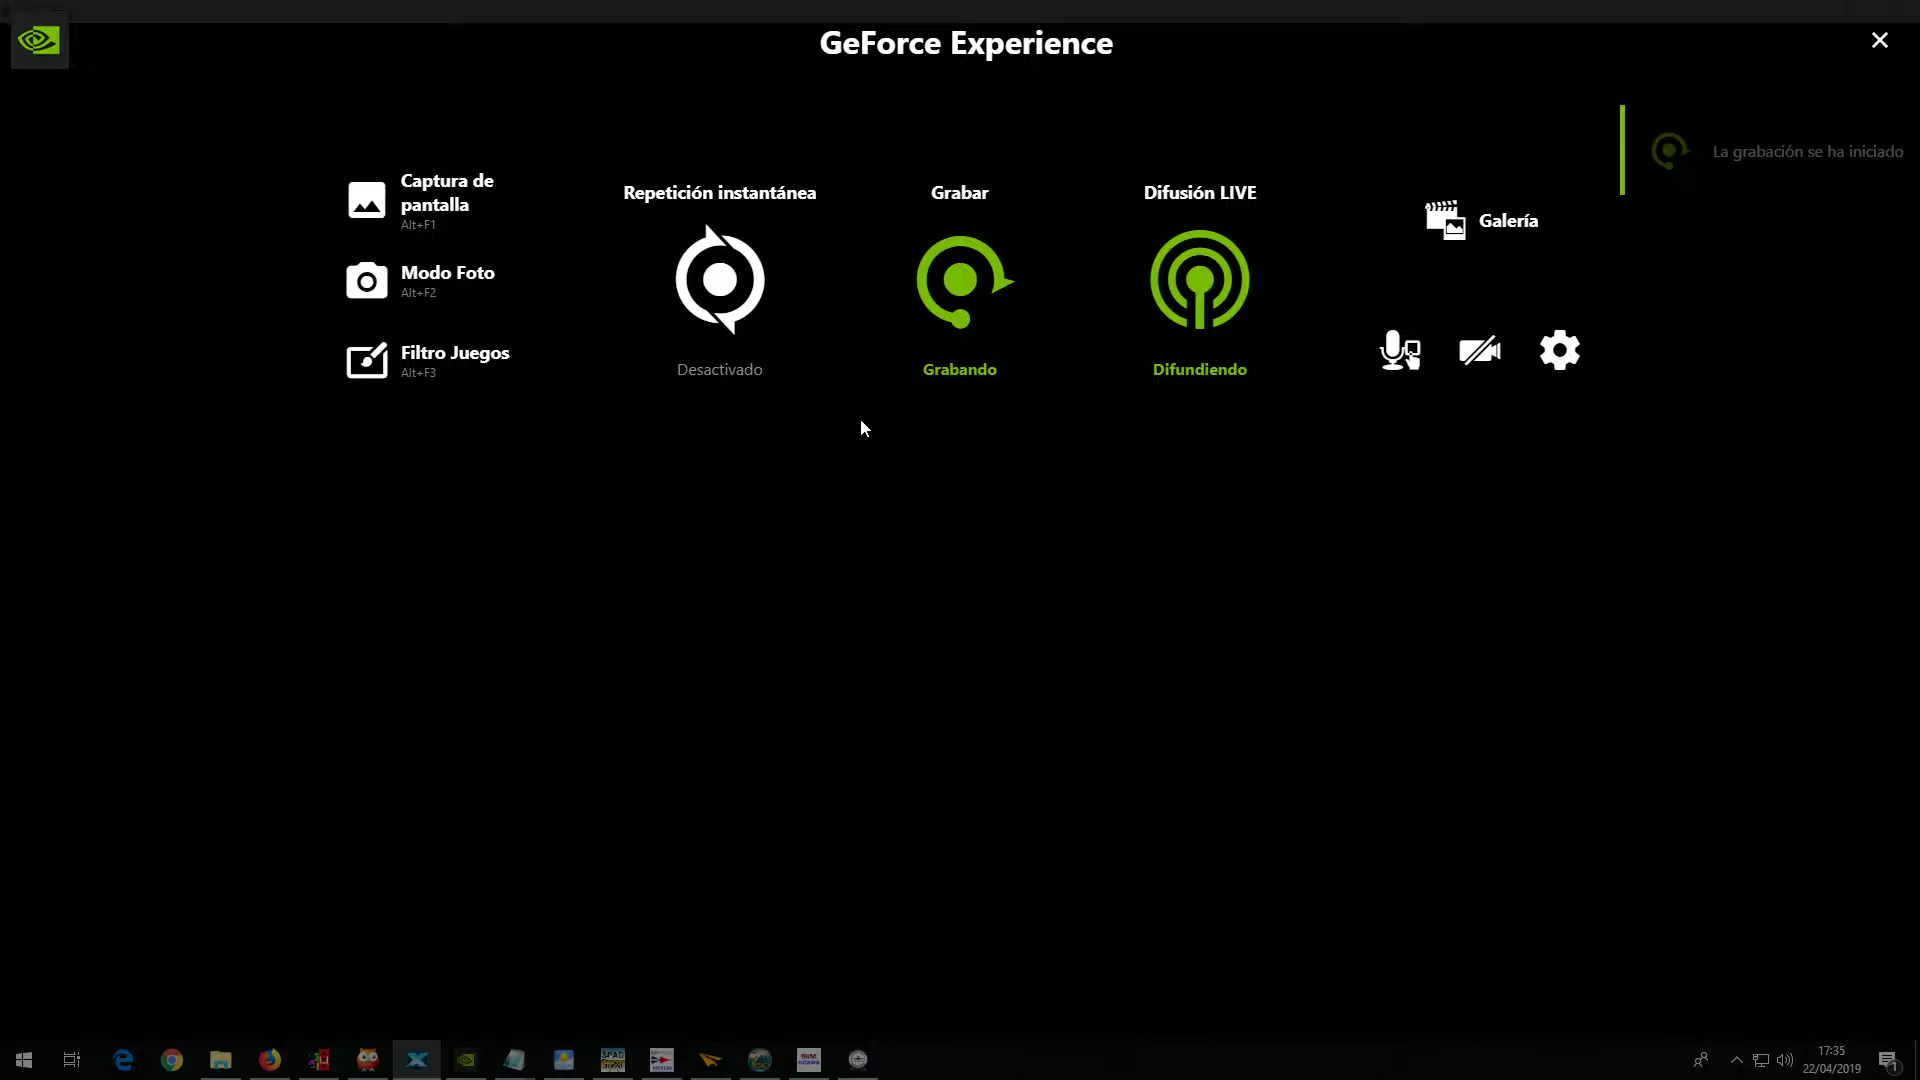 GeForce Experience
La grabación se ha iniciado
Captura de
pantalla
Alt+F1
Modo Foto
Alt+F2
Filtro Juegos
Alt+F3
Repetición instantánea
Desactivado
Grabar
Grabando
Difusión LIVE
Difundiendo
Galería
17:35
22/04/2019
1